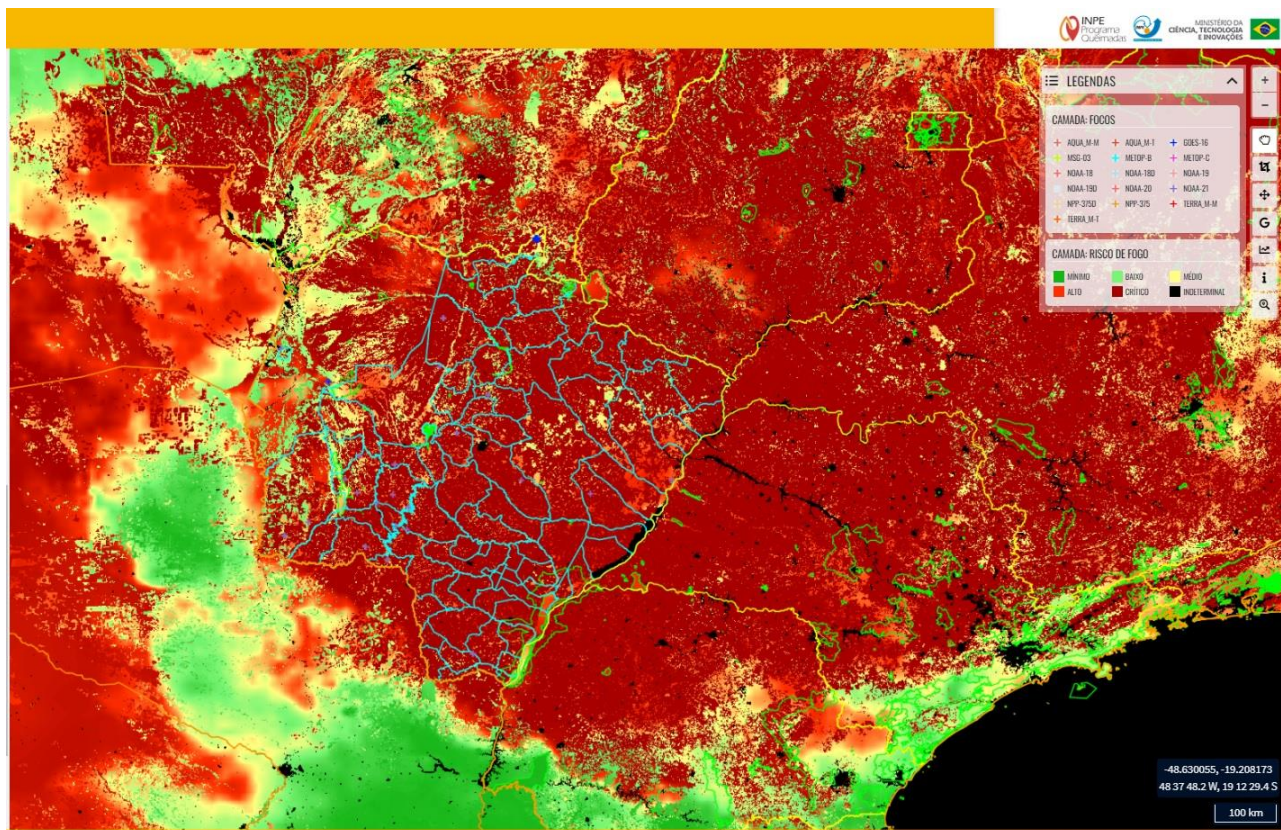 INPE
Programa
Queimadas
MINISTÉRIO DA
CIÊNCIA, TECNOLOGIA
E INOVAÇÕES
LEGENDAS
CAMADA: FOCOS
AQUA_M-M AQUA_M-T GOES-16
MSG-03 METOP-B METOP-C
NOAA-18 NOAA-18D NOAA-19
NOAA-19D NOAA-20 NOAA-21
NPP-375D NPP-375 TERRA_M-M
TERRA_M-T
CAMADA: RISCO DE FOGO
MÍNIMO BAIXO MÉDIO
ALTO CRÍTICO INDETERMINAD
+
−
G
i
-48.630055, -19.208173
48 37 48.2 W, 19 12 29.4 S
100 km